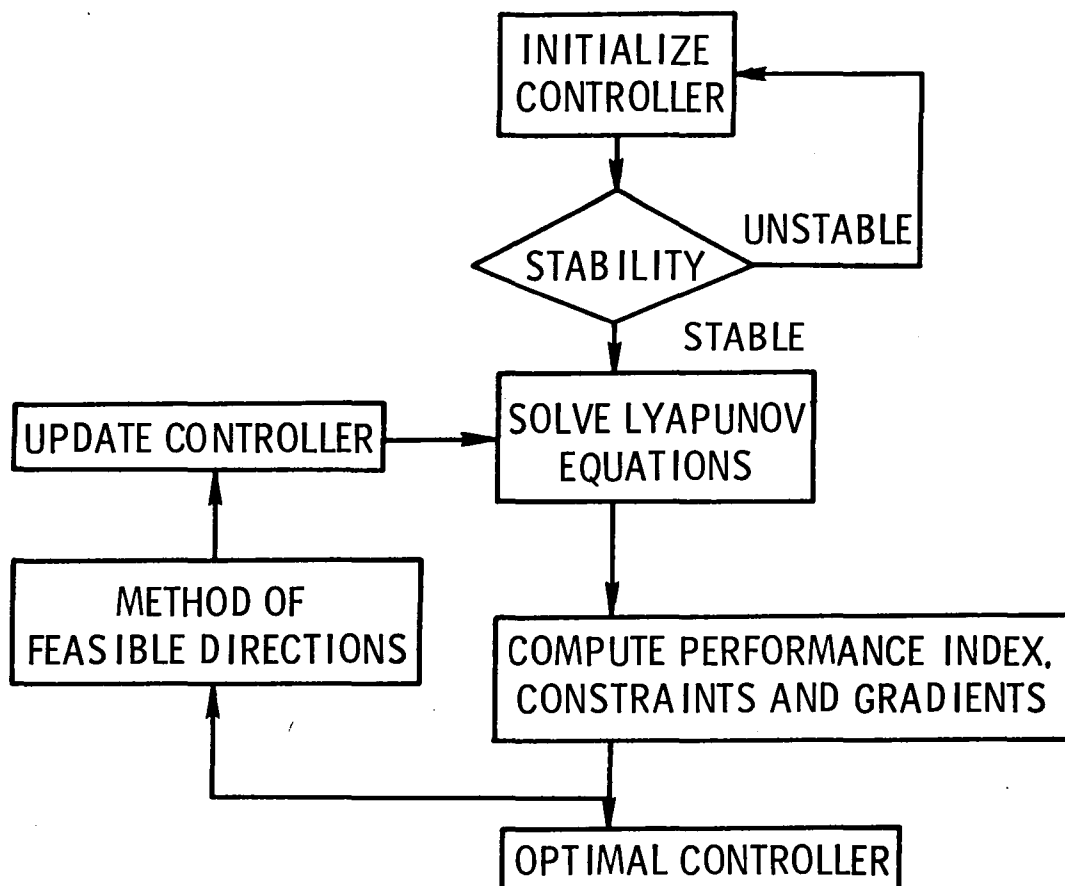 INITIALIZE
CONTROLLER
UNSTABLE
STABILITY
STABLE
UPDATE CONTROLLER
SOLVE LYAPUNOV
EQUATIONS
METHOD OF
FEASIBLE DIRECTIONS
COMPUTE PERFORMANCE INDEX,
CONSTRAINTS AND GRADIENTS
OPTIMAL CONTROLLER